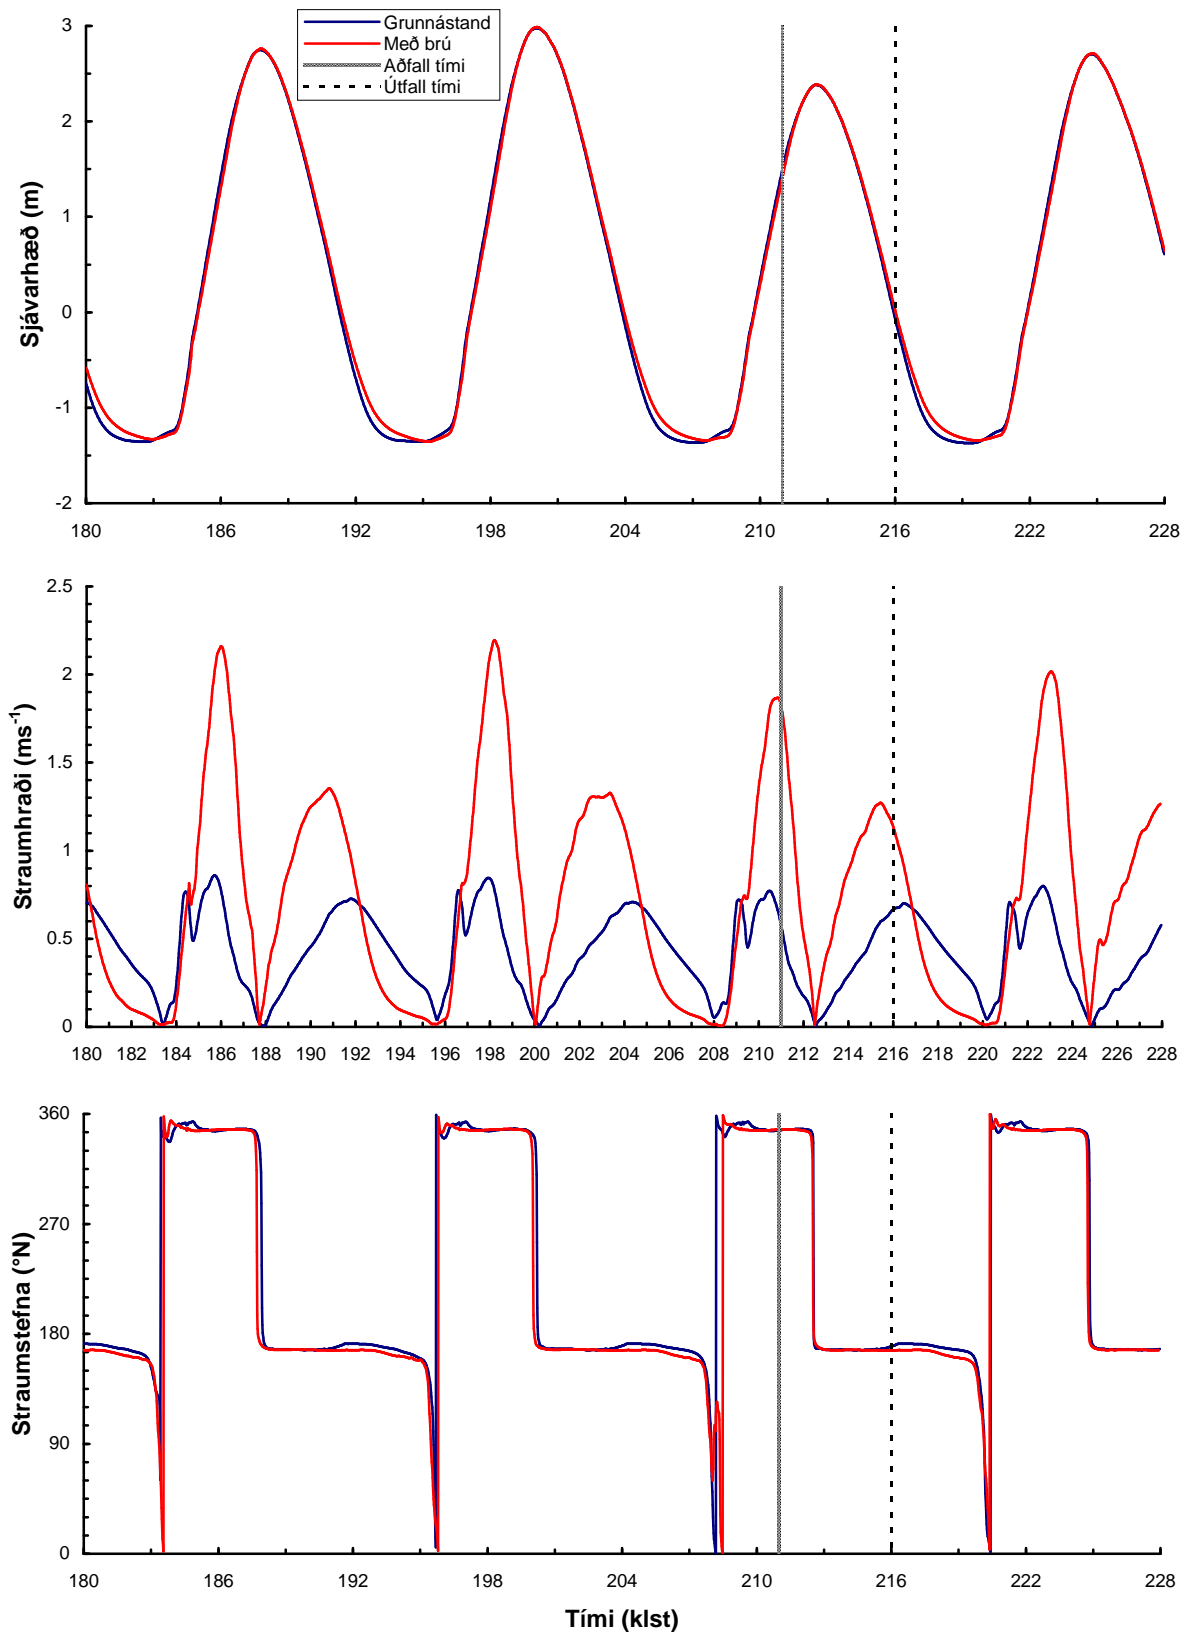 Grunnástand
Með brú
Aðfall tími
Útfall tími
Sjávarhæð (m)
3
2
1
0
-1
-2
180 186 192 198 204 210 216 222 228
Straumhraði (ms⁻¹)
2.5
2
1.5
1
0.5
0
180 182 184 186 188 190 192 194 196 198 200 202 204 206 208 210 212 214 216 218 220 222 224 226 228
Straumstefna (°N)
360
270
180
90
0
180 186 192 198 204 210 216 222 228
Tími (klst)